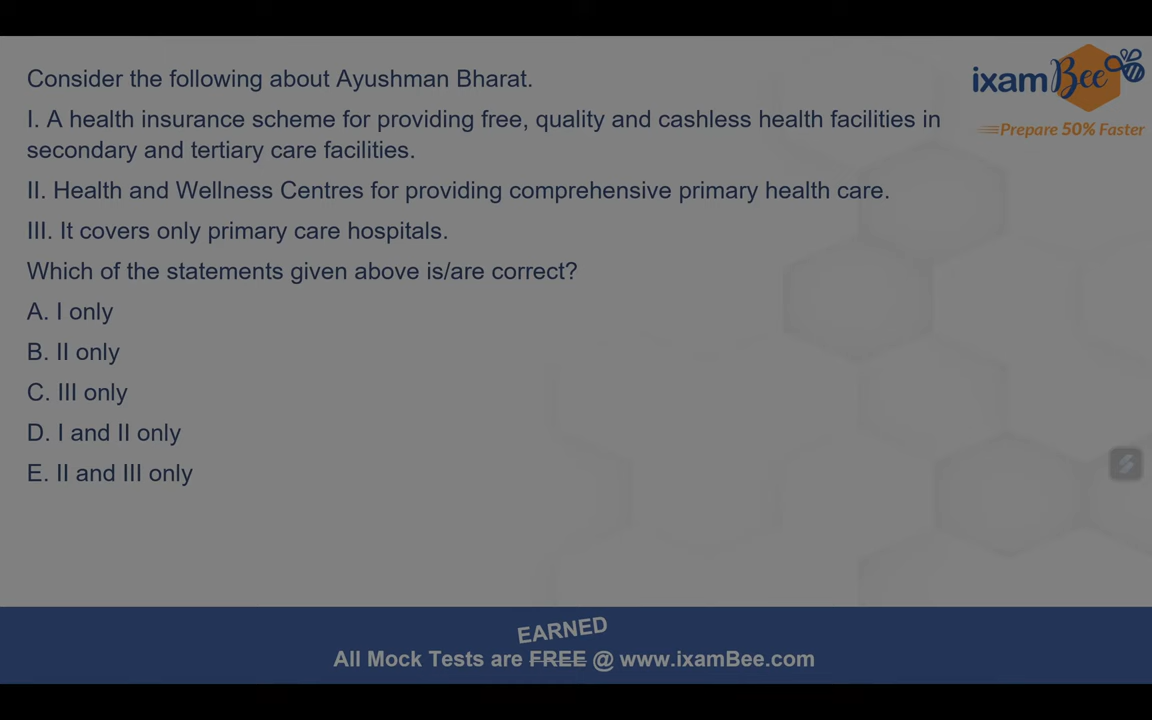 Consider the following about Ayushman Bharat.
ixamBee
I. A health insurance scheme for providing free, quality and cashless health facilities in
Prepare 50% Faster
secondary and tertiary care facilities.
II. Health and Wellness Centres for providing comprehensive primary health care.
III. It covers only primary care hospitals.
Which of the statements given above is/are correct?
A. I only
B. II only
C. III only
D. I and II only
E. II and III only
EARNED
All Mock Tests are FREE @ www.ixamBee.com